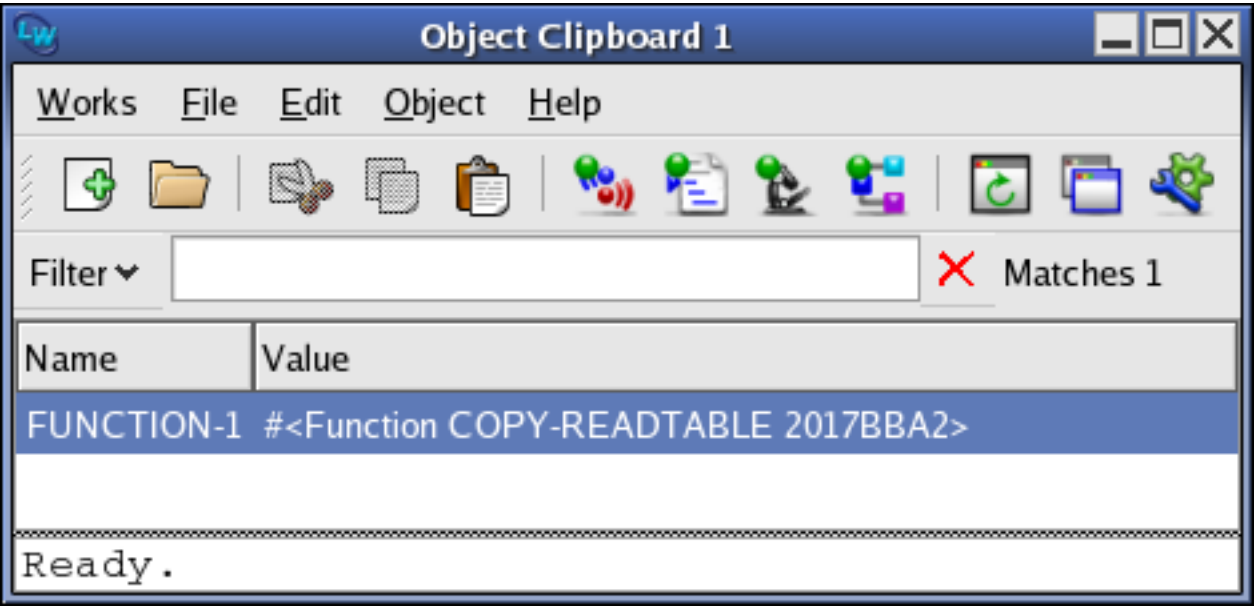 LW Object Clipboard 1
Works File Edit Object Help
Filter Matches 1
Name Value
FUNCTION-1 #<Function COPY-READTABLE 2017BBA2>
Ready.